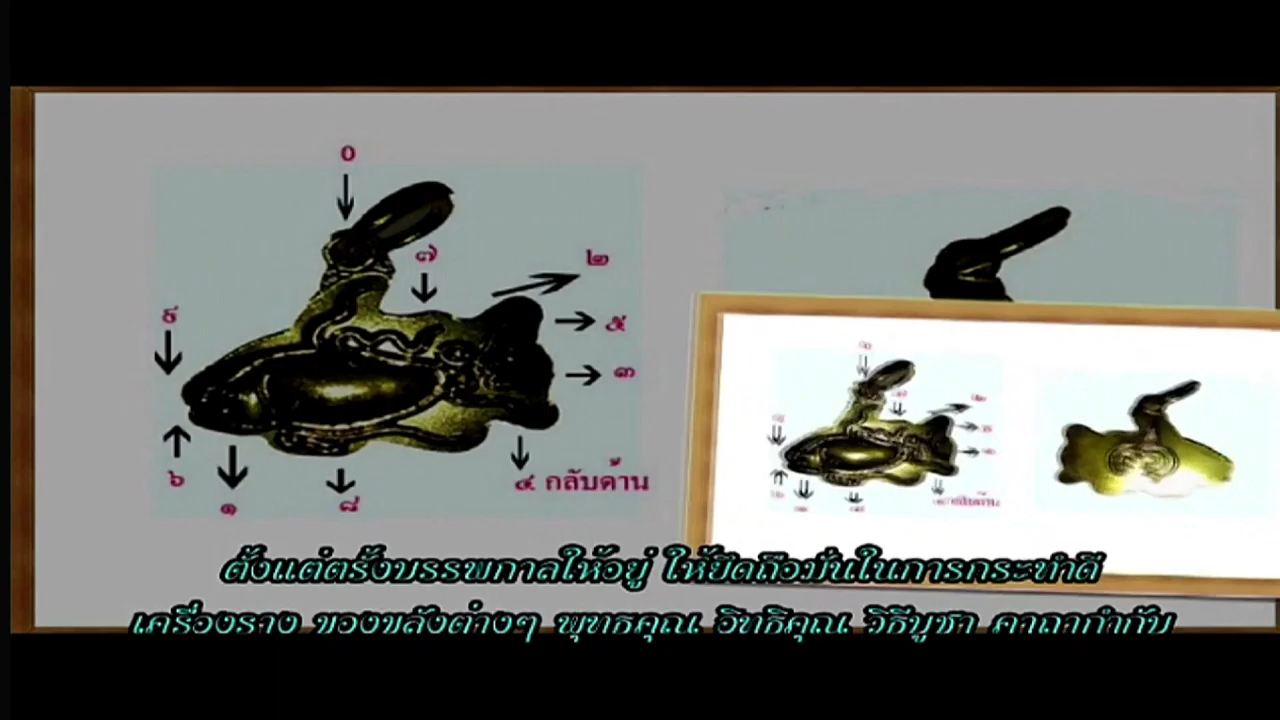 ๐
๗
๒
๕
๓
๖
๑
๘
๔ กลับด้าน
ตั้งแต่ครั้งบรรพกาลให้อยู่ ให้ยึดถือมั่นในการกระทำดี
เครื่องราง ของขลังต่างๆ พุทธคุณ อิทธิคุณ วิธีบูชา คาถากำกับ